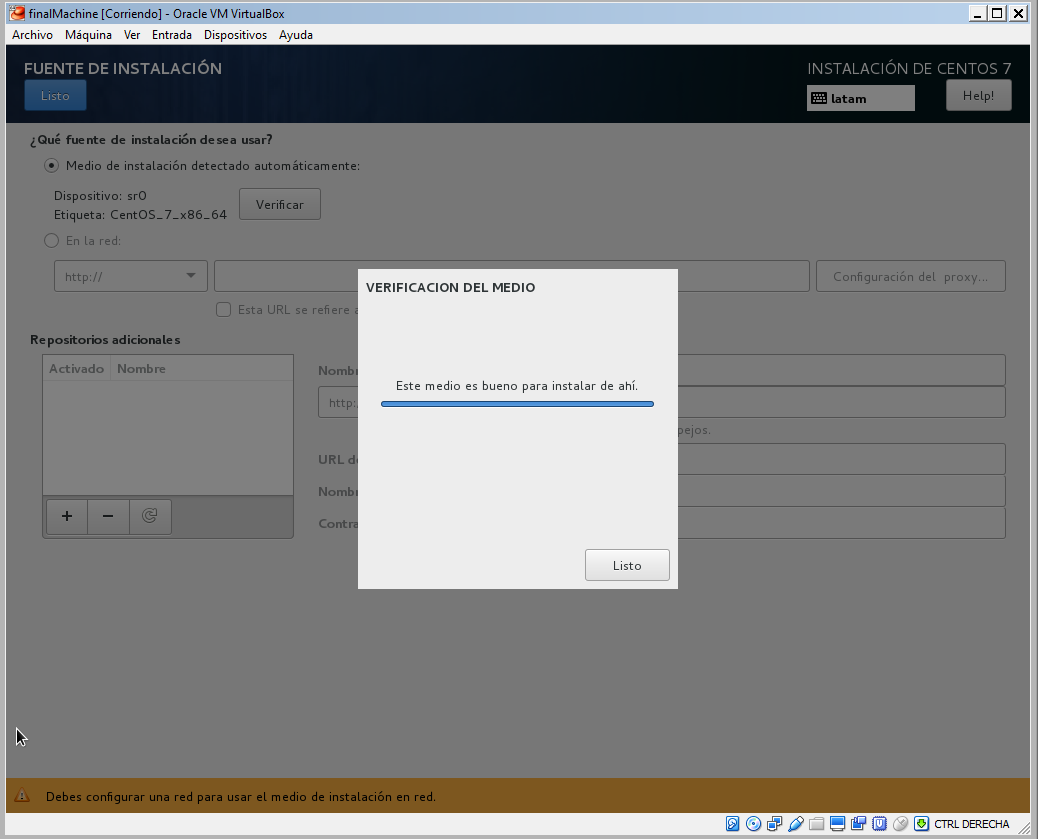 finalMachine [Corriendo] - Oracle VM VirtualBox
Archivo Máquina Ver Entrada Dispositivos Ayuda
FUENTE DE INSTALACIÓN
INSTALACIÓN DE CENTOS 7
Listo
latam
Help!
¿Qué fuente de instalación desea usar?
Medio de instalación detectado automáticamente:
Dispositivo: sr0
Etiqueta: CentOS_7_x86_64
Verificar
En la red:
http://
Configuración del proxy...
Esta URL se refiere a
Repositorios adicionales
Activado Nombre
Nombr
http:
pejos.
URL de
Nombr
Contra
VERIFICACION DEL MEDIO
Este medio es bueno para instalar de ahí.
Listo
Debes configurar una red para usar el medio de instalación en red.
CTRL DERECHA